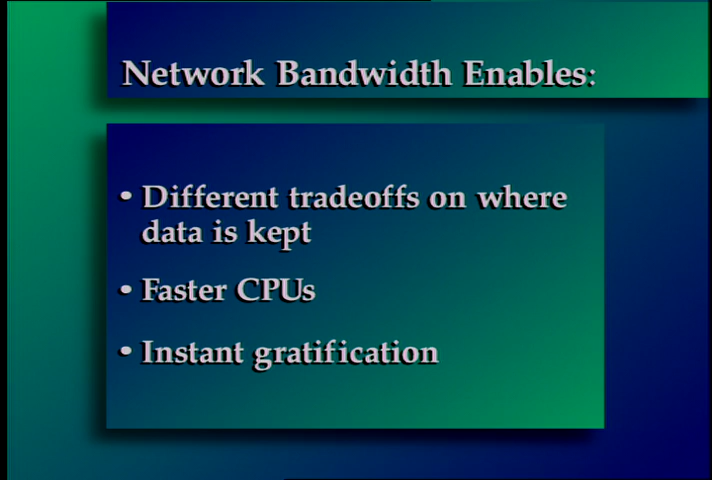 Network Bandwidth Enables:
• Different tradeoffs on where
data is kept
• Faster CPUs
• Instant gratification